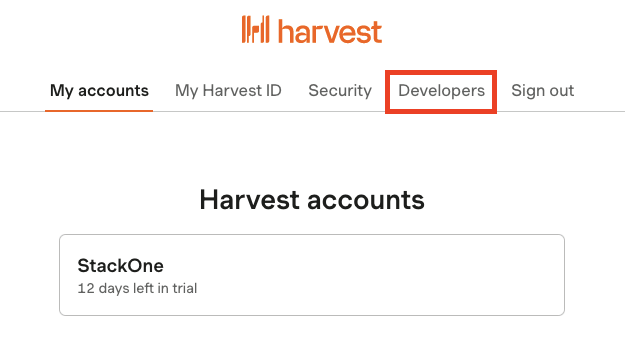 harvest
My accounts My Harvest ID Security Developers Sign out
Harvest accounts
StackOne
12 days left in trial